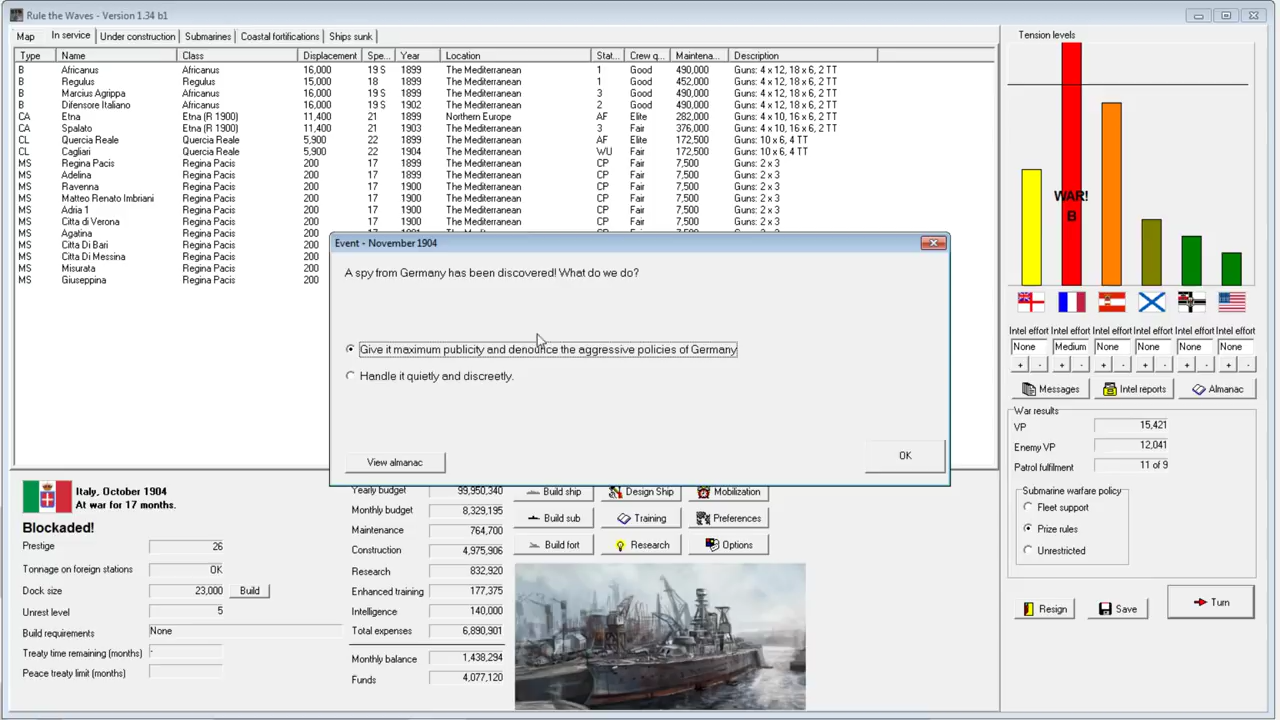 Rule the Waves - Version 1.34 b1
Map In service Under construction Submarines Coastal fortifications Ships sunk
Type Name Class Displacement Spe... Year Location Stat... Crew q... Maintena... Description
B Africanus Africanus 16,000 19 S 1899 The Mediterranean 1 Good 490,000 Guns: 4 x 12, 18 x 6, 2 TT
B Regulus Regulus 15,000 18 1899 The Mediterranean 1 Good 452,000 Guns: 4 x 12, 18 x 6, 2 TT
B Marcius Agrippa Africanus 16,000 19 S 1899 The Mediterranean 3 Good 490,000 Guns: 4 x 12, 18 x 6, 2 TT
B Difensore Italiano Africanus 16,000 19 S 1902 The Mediterranean 2 Good 490,000 Guns: 4 x 12, 18 x 6, 2 TT
CA Etna Etna (R 1900) 11,400 21 1899 Northern Europe AF Elite 282,000 Guns: 4 x 10, 16 x 6, 2 TT
CA Spalato Etna (R 1900) 11,400 21 1903 The Mediterranean 3 Fair 376,000 Guns: 4 x 10, 16 x 6, 2 TT
CL Quercia Reale Quercia Reale 5,900 22 1899 The Mediterranean AF Elite 172,500 Guns: 10 x 6, 4 TT
CL Cagliari Quercia Reale 5,900 22 1904 The Mediterranean WU Fair 172,500 Guns: 10 x 6, 4 TT
MS Regina Pacis Regina Pacis 200 17 1899 The Mediterranean CP Fair 7,500 Guns: 2 x 3
MS Adelina Regina Pacis 200 17 1899 The Mediterranean CP Fair 7,500 Guns: 2 x 3
MS Ravenna Regina Pacis 200 17 1899 The Mediterranean CP Fair 7,500 Guns: 2 x 3
MS Matteo Renato Imbriani Regina Pacis 200 17 1900 The Mediterranean CP Fair 7,500 Guns: 2 x 3
MS Adria 1 Regina Pacis 200 17 1900 The Mediterranean CP Fair 7,500 Guns: 2 x 3
MS Citta di Verona Regina Pacis 200 17 1900 The Mediterranean CP Fair 7,500 Guns: 2 x 3
MS Agatina Regina Pacis
MS Citta Di Bari Regina Pacis 200
MS Citta Di Messina Regina Pacis 200
MS Misurata Regina Pacis 200
MS Giuseppina Regina Pacis 200
Event - November 1904
A spy from Germany has been discovered! What do we do?
Give it maximum publicity and denounce the aggressive policies of Germany
Handle it quietly and discreetly.
View almanac OK
Tension levels
WAR!
B
Intel effort Intel effort Intel effort Intel effort Intel effort Intel effort
None Medium None None None None
+ - + - + - + - + - + -
Messages Intel reports Almanac
War results
VP 15,421
Enemy VP 12,041
Patrol fulfilment 11 of 9
Submarine warfare policy
Fleet support
Prize rules
Unrestricted
Resign Save Turn
Italy, October 1904
At war for 17 months.
Blockaded!
Prestige 26
Tonnage on foreign stations OK
Dock size 23,000 Build
Unrest level 5
Build requirements None
Treaty time remaining (months) -
Peace treaty limit (months)
Yearly budget 99,950,340
Monthly budget 8,329,195
Maintenance 764,700
Construction 4,975,906
Research 832,920
Enhanced training 177,375
Intelligence 140,000
Total expenses 6,890,901
Monthly balance 1,438,294
Funds 4,077,120
Build ship Design Ship Mobilization
Build sub Training Preferences
Build fort Research Options